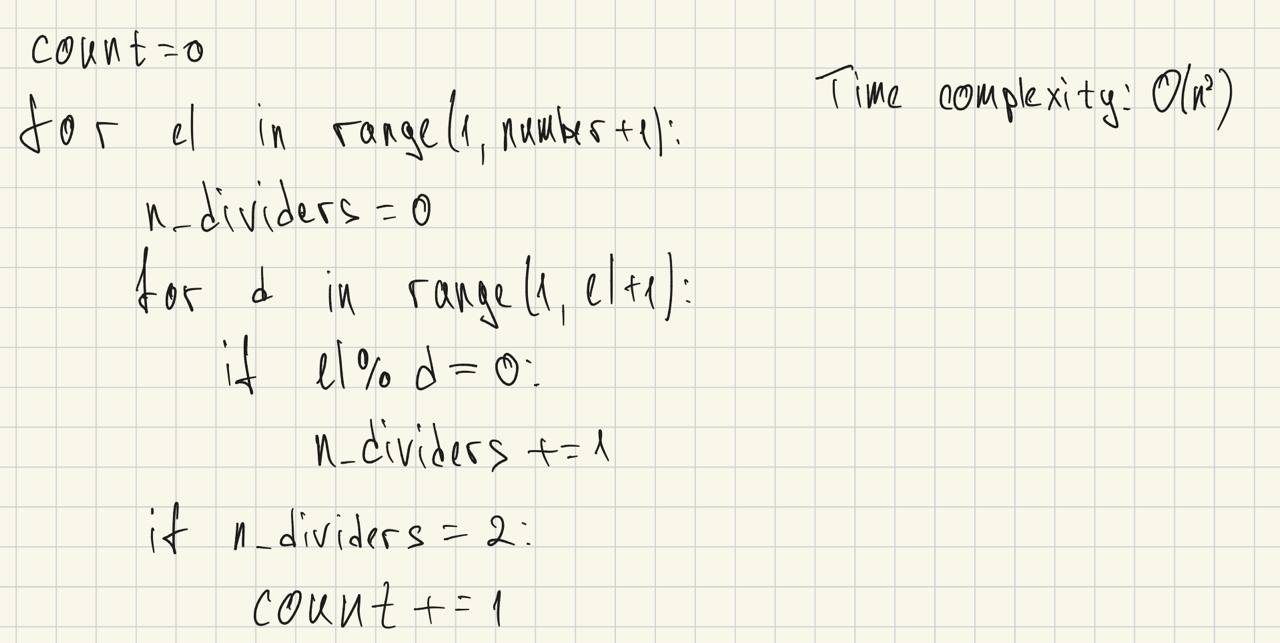 count=0
Time complexity: O(n²)
for el in range(1, number+1):
n_dividers = 0
for d in range(1, el+1):
if el% d = 0:
n_dividers += 1
if n_dividers = 2:
count += 1